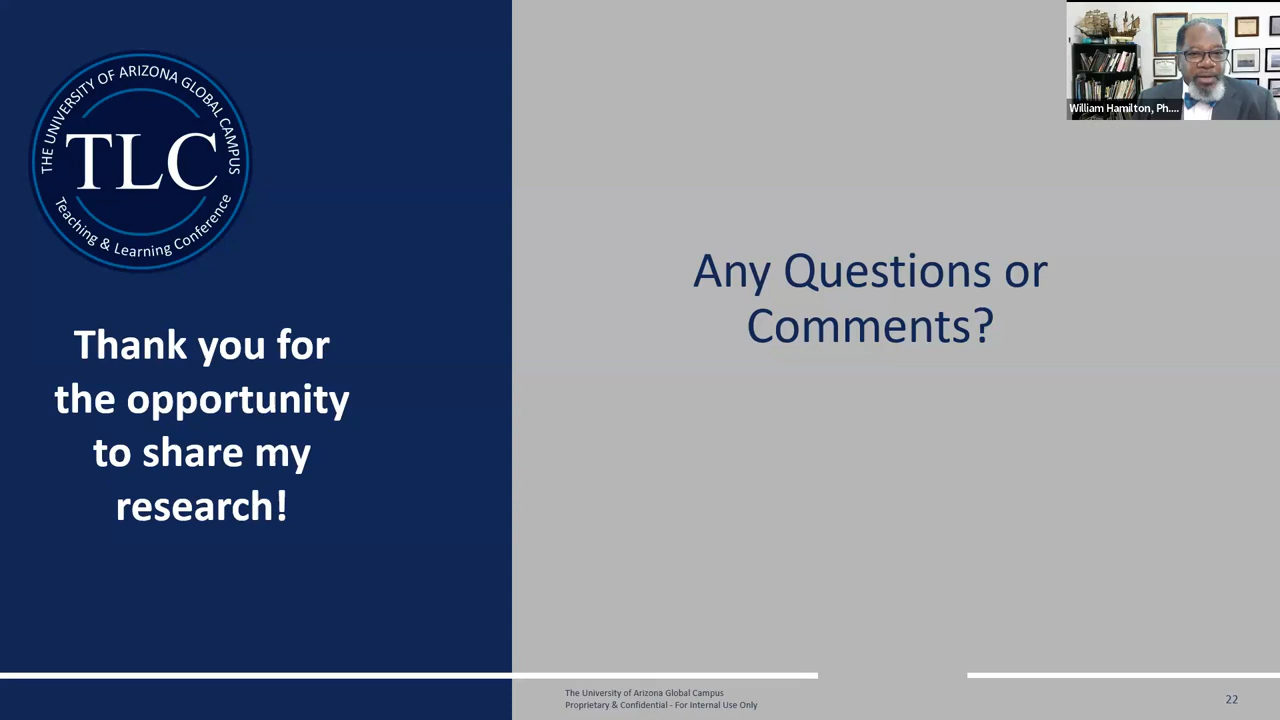 THE UNIVERSITY OF ARIZONA GLOBAL CAMPUS
TLC
Teaching & Learning Conference
Thank you for
the opportunity
to share my
research!
Any Questions or
Comments?
William Hamilton, Ph....
The University of Arizona Global Campus
Proprietary & Confidential - For Internal Use Only
22